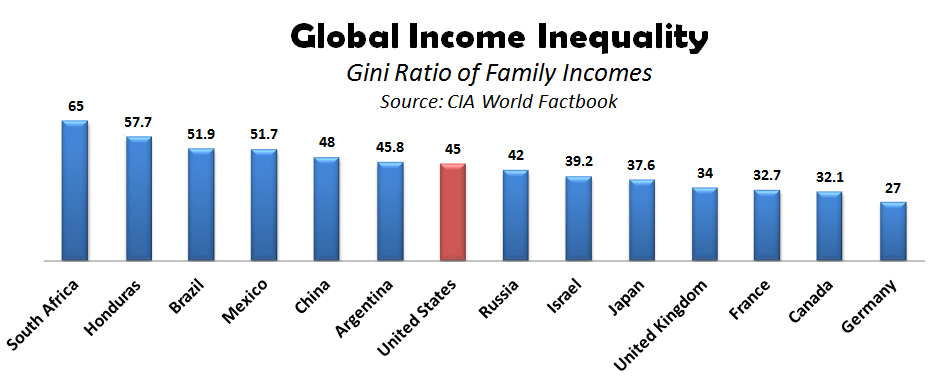 Global Income Inequality
Gini Ratio of Family Incomes
Source: CIA World Factbook
65
57.7
51.9
51.7
48
45.8
45
42
39.2
37.6
34
32.7
32.1
27
South Africa
Honduras
Brazil
Mexico
China
Argentina
United States
Russia
Israel
Japan
United Kingdom
France
Canada
Germany